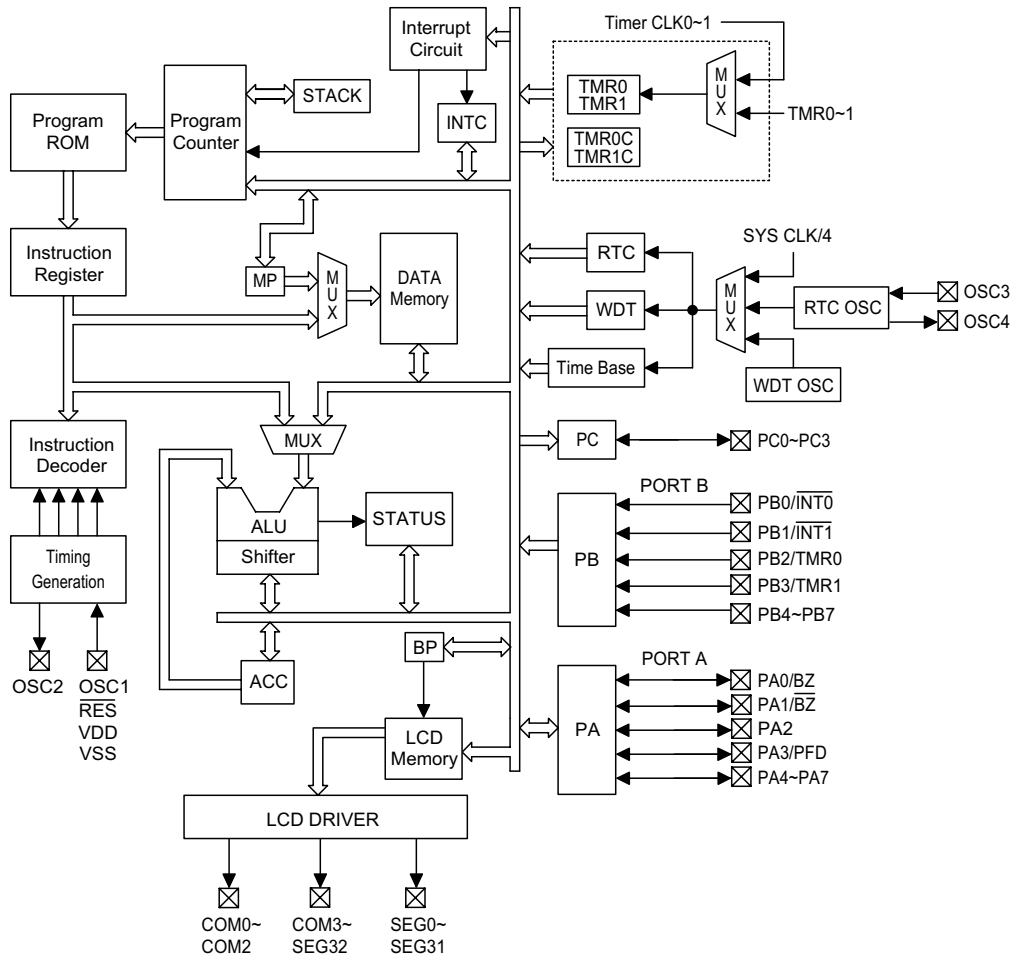 Interrupt
Circuit
Timer CLK0~1
TMR0
TMR1
MUX
TMR0~1
TMR0C
TMR1C
STACK
INTC
Program
ROM
Program
Counter
Instruction
Register
MP
MUX
DATA
Memory
RTC
WDT
Time Base
SYS CLK/4
MUX
RTC OSC
OSC3
OSC4
WDT OSC
MUX
Instruction
Decoder
PC
PC0~PC3
ALU
Shifter
STATUS
PORT B
PB
PB0/I̅N̅T̅0̅
PB1/I̅N̅T̅1̅
PB2/TMR0
PB3/TMR1
PB4~PB7
Timing
Generation
OSC2
OSC1
R̅E̅S̅
VDD
VSS
ACC
BP
LCD
Memory
PORT A
PA
PA0/BZ
PA1/B̅Z̅
PA2
PA3/PFD
PA4~PA7
LCD DRIVER
COM0~
COM2
COM3~
SEG32
SEG0~
SEG31